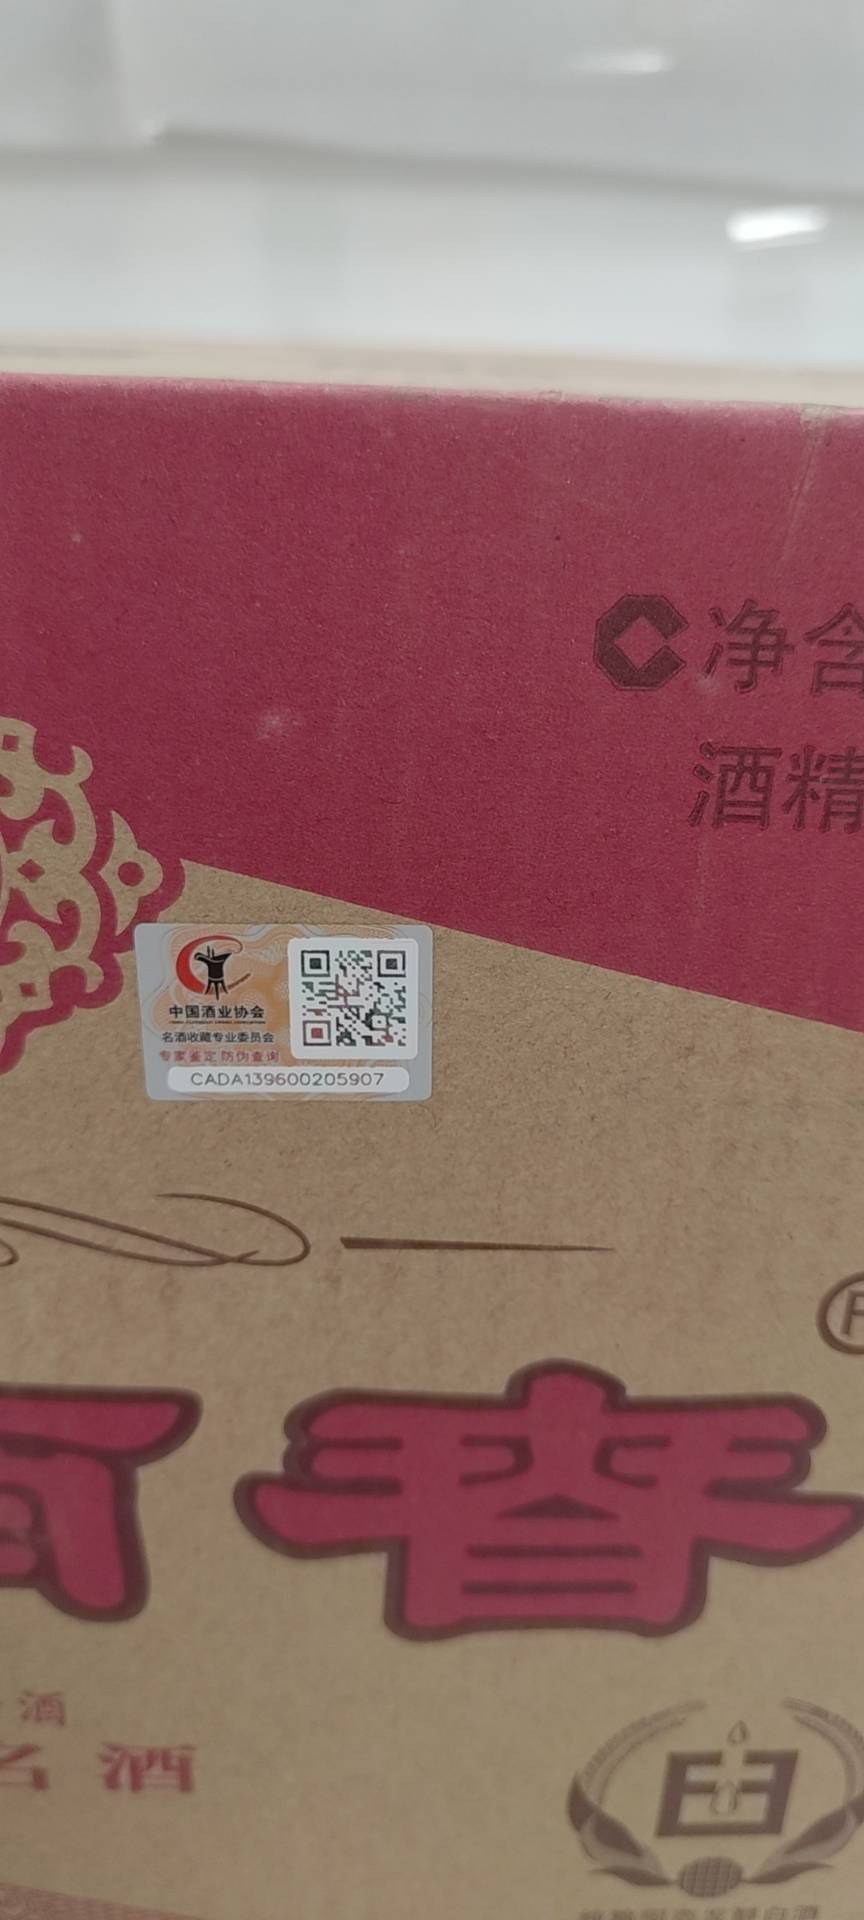 净含
酒精
中国酒业协会
名酒收藏专业委员会
专家鉴定 防伪查询
CADA139600205907
春
酒
名酒